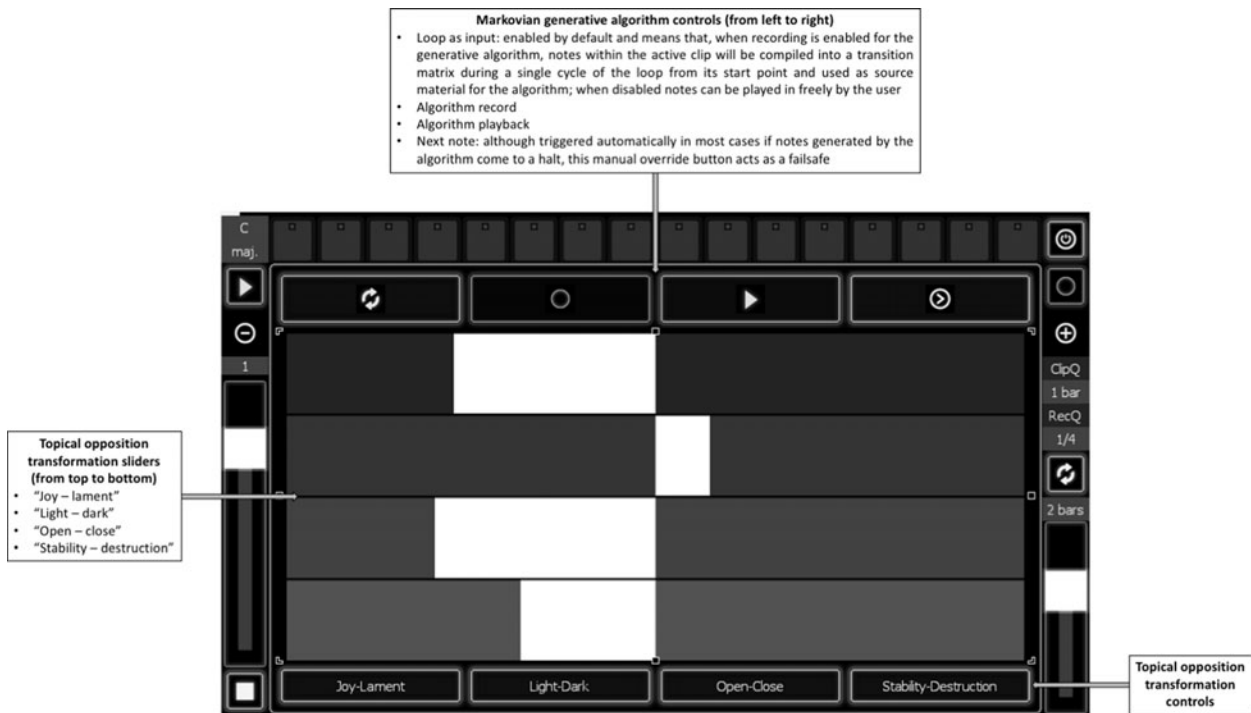 Markovian generative algorithm controls (from left to right)
• Loop as input: enabled by default and means that, when recording is enabled for the
generative algorithm, notes within the active clip will be compiled into a transition
matrix during a single cycle of the loop from its start point and used as source
material for the algorithm; when disabled notes can be played in freely by the user
• Algorithm record
• Algorithm playback
• Next note: although triggered automatically in most cases if notes generated by the
algorithm come to a halt, this manual override button acts as a failsafe
C
maj.
1
ClipQ
1 bar
RecQ
1/4
2 bars
Topical opposition
transformation sliders
(from top to bottom)
• "Joy – lament"
• "Light – dark"
• "Open – close"
• "Stability – destruction"
Joy-Lament
Light-Dark
Open-Close
Stability-Destruction
Topical opposition
transformation
controls